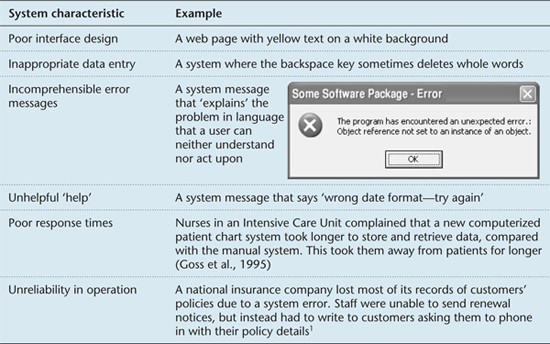 System characteristic Example
Poor interface design A web page with yellow text on a white background
Inappropriate data entry A system where the backspace key sometimes deletes whole words
Incomprehensible error
messages
A system message
that ‘explains’ the
problem in language
that a user can
neither understand
nor act upon
Some Software Package - Error
The program has encountered an unexpected error.:
Object reference not set to an instance of an object.
OK
Unhelpful ‘help’ A system message that says ‘wrong date format—try again’
Poor response times Nurses in an Intensive Care Unit complained that a new computerized
patient chart system took longer to store and retrieve data, compared
with the manual system. This took them away from patients for longer
(Goss et al., 1995)
Unreliability in operation A national insurance company lost most of its records of customers’
policies due to a system error. Staff were unable to send renewal
notices, but instead had to write to customers asking them to phone
in with their policy details¹